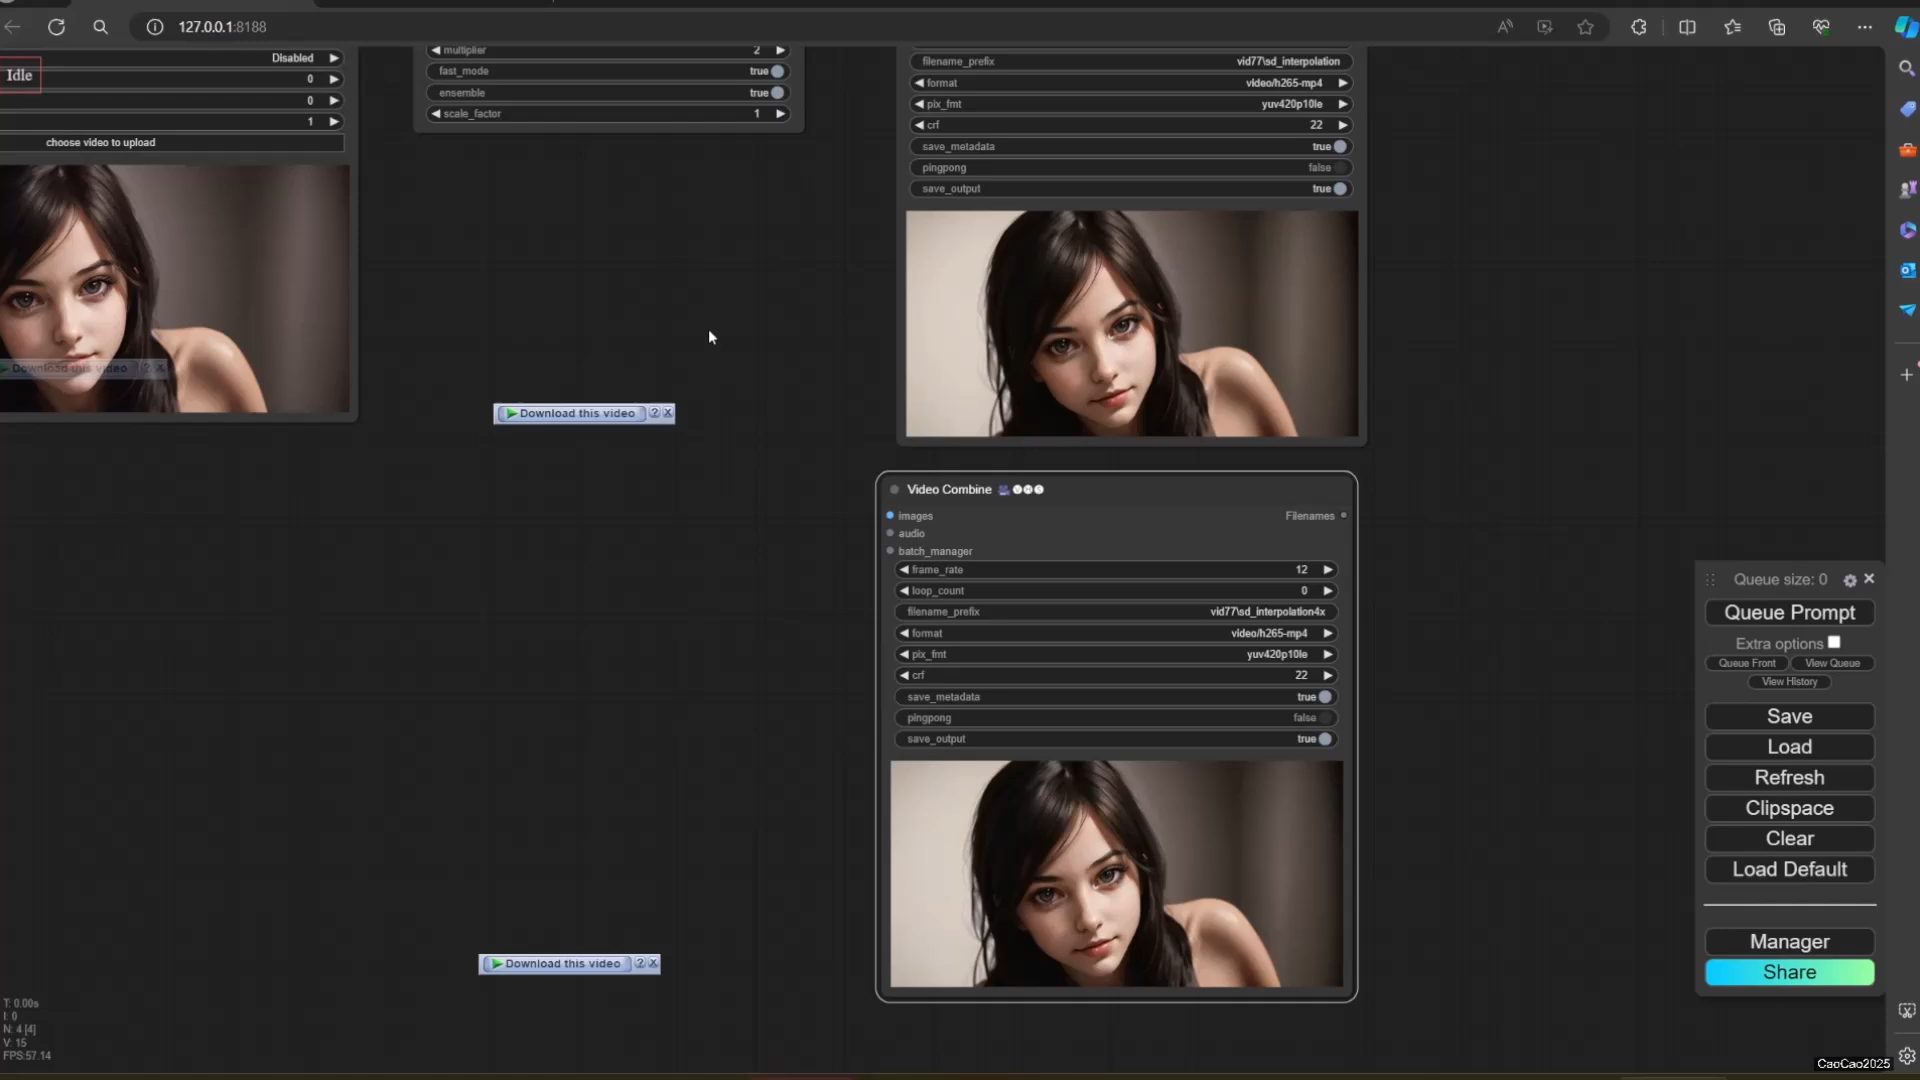 127.0.0.1:8188
Disabled
Idle
0
0
1
choose video to upload
Download this video
multiplier 2
fast_mode true
ensemble true
scale_factor 1
Download this video ? X
filename_prefix vid77\sd_interpolation
format video/h265-mp4
pix_fmt yuv420p10le
crf 22
save_metadata true
pingpong false
save_output true
Video Combine
images Filenames
audio
batch_manager
frame_rate 12
loop_count 0
filename_prefix vid77\sd_interpolation4x
format video/h265-mp4
pix_fmt yuv420p10le
crf 22
save_metadata true
pingpong false
save_output true
Download this video ? X
Queue size: 0
Queue Prompt
Extra options
Queue Front View Queue
View History
Save
Load
Refresh
Clipspace
Clear
Load Default
Manager
Share
T: 0.00s
I: 0
N: 4 [4]
V: 15
FPS:57.14
CaoCao2025